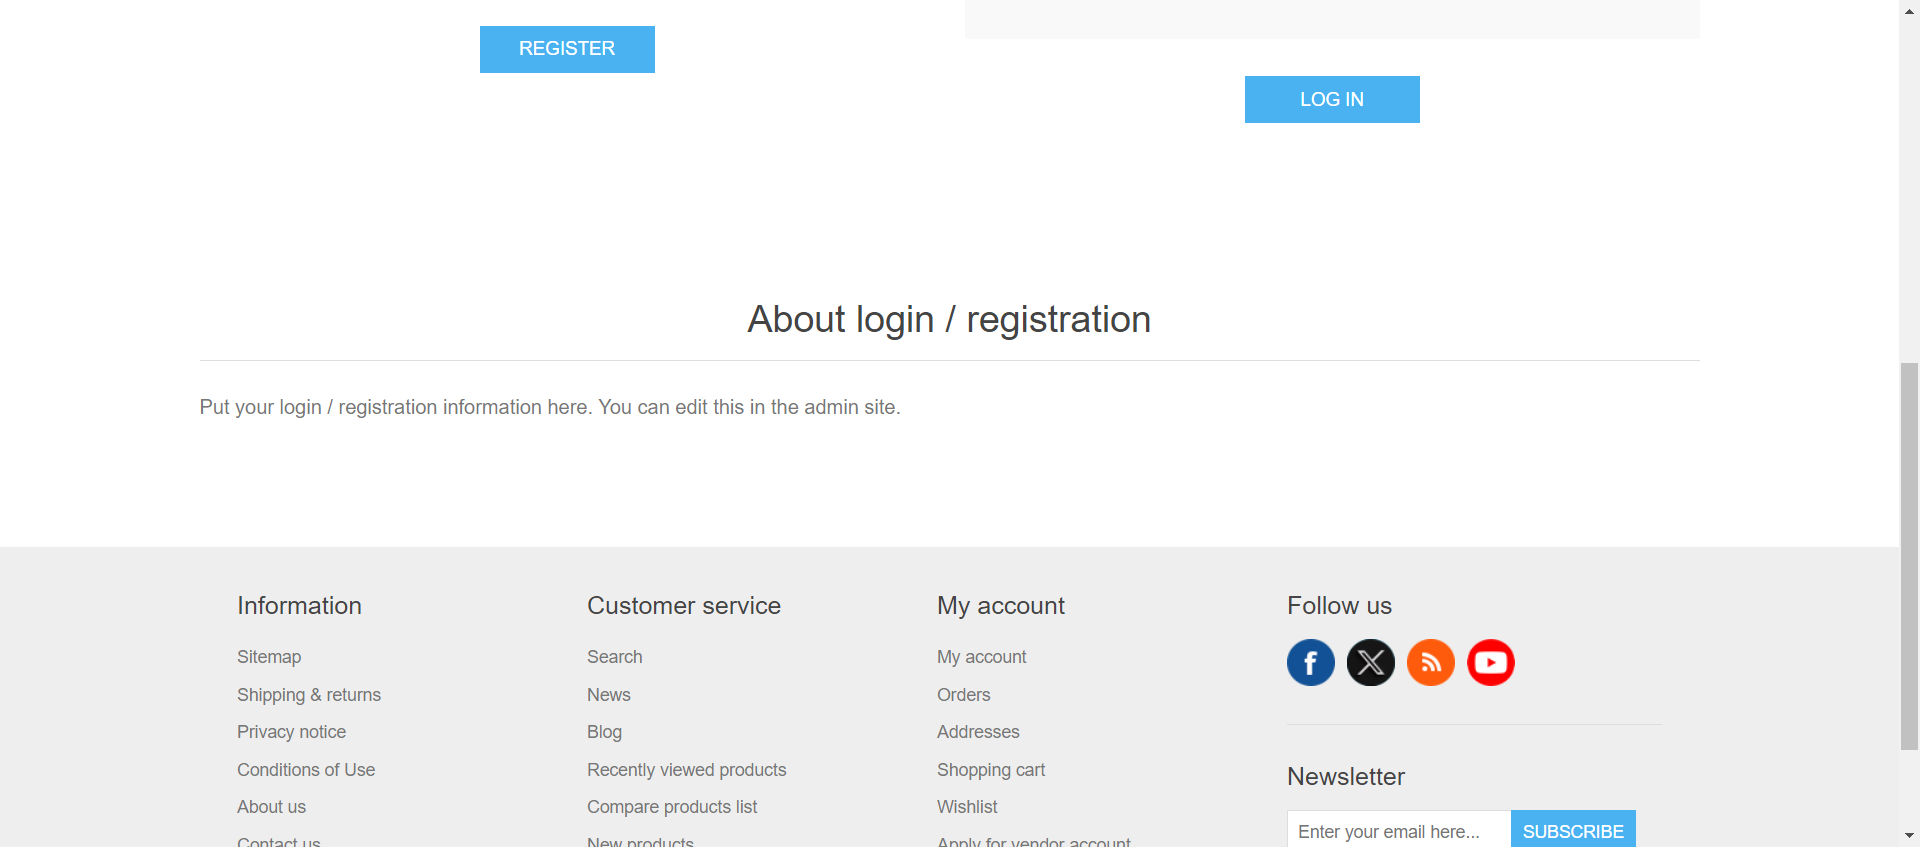 REGISTER
LOG IN
About login / registration
Put your login / registration information here. You can edit this in the admin site.
Information
Sitemap
Shipping & returns
Privacy notice
Conditions of Use
About us
Contact us
Customer service
Search
News
Blog
Recently viewed products
Compare products list
New products
My account
My account
Orders
Addresses
Shopping cart
Wishlist
Apply for vendor account
Follow us
Newsletter
Enter your email here...
SUBSCRIBE